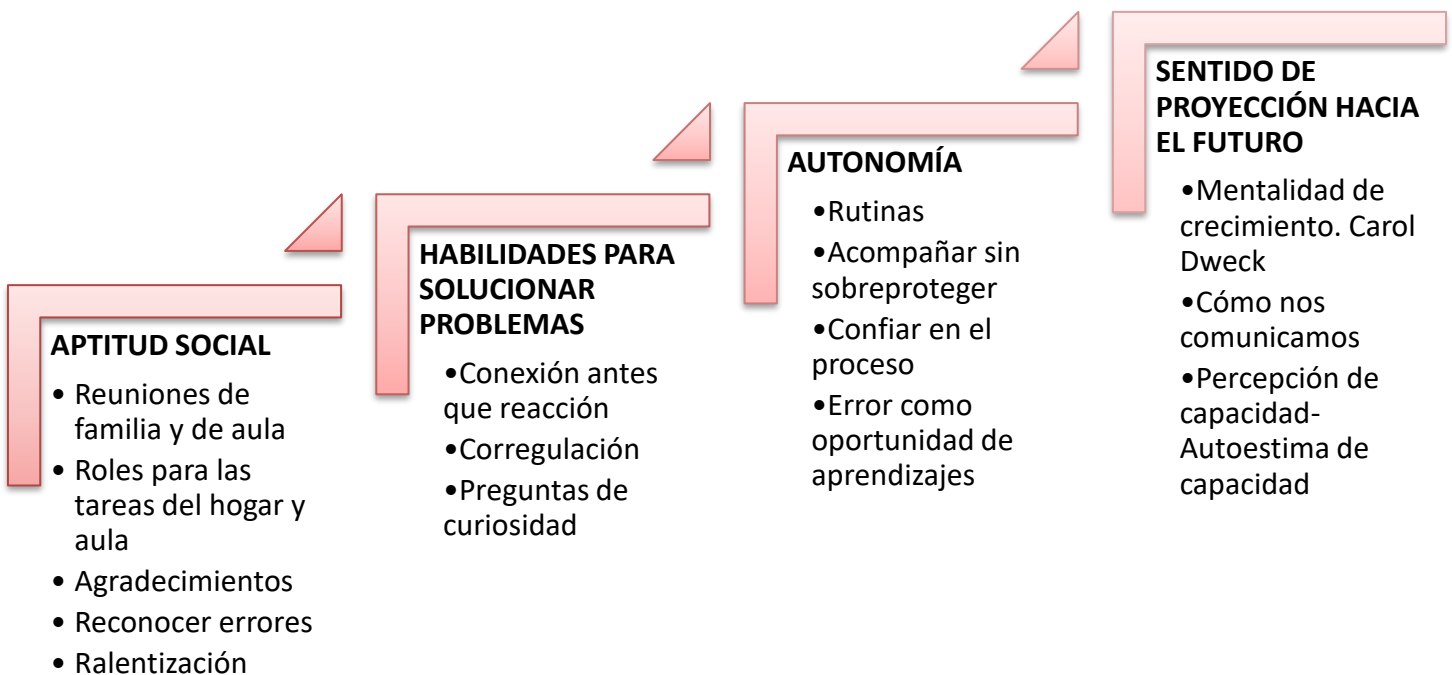 APTITUD SOCIAL
• Reuniones de
familia y de aula
• Roles para las
tareas del hogar y
aula
• Agradecimientos
• Reconocer errores
• Ralentización
HABILIDADES PARA
SOLUCIONAR
PROBLEMAS
•Conexión antes
que reacción
•Corregulación
•Preguntas de
curiosidad
AUTONOMÍA
•Rutinas
•Acompañar sin
sobreproteger
•Confiar en el
proceso
•Error como
oportunidad de
aprendizajes
SENTIDO DE
PROYECCIÓN HACIA
EL FUTURO
•Mentalidad de
crecimiento. Carol
Dweck
•Cómo nos
comunicamos
•Percepción de
capacidad-
Autoestima de
capacidad